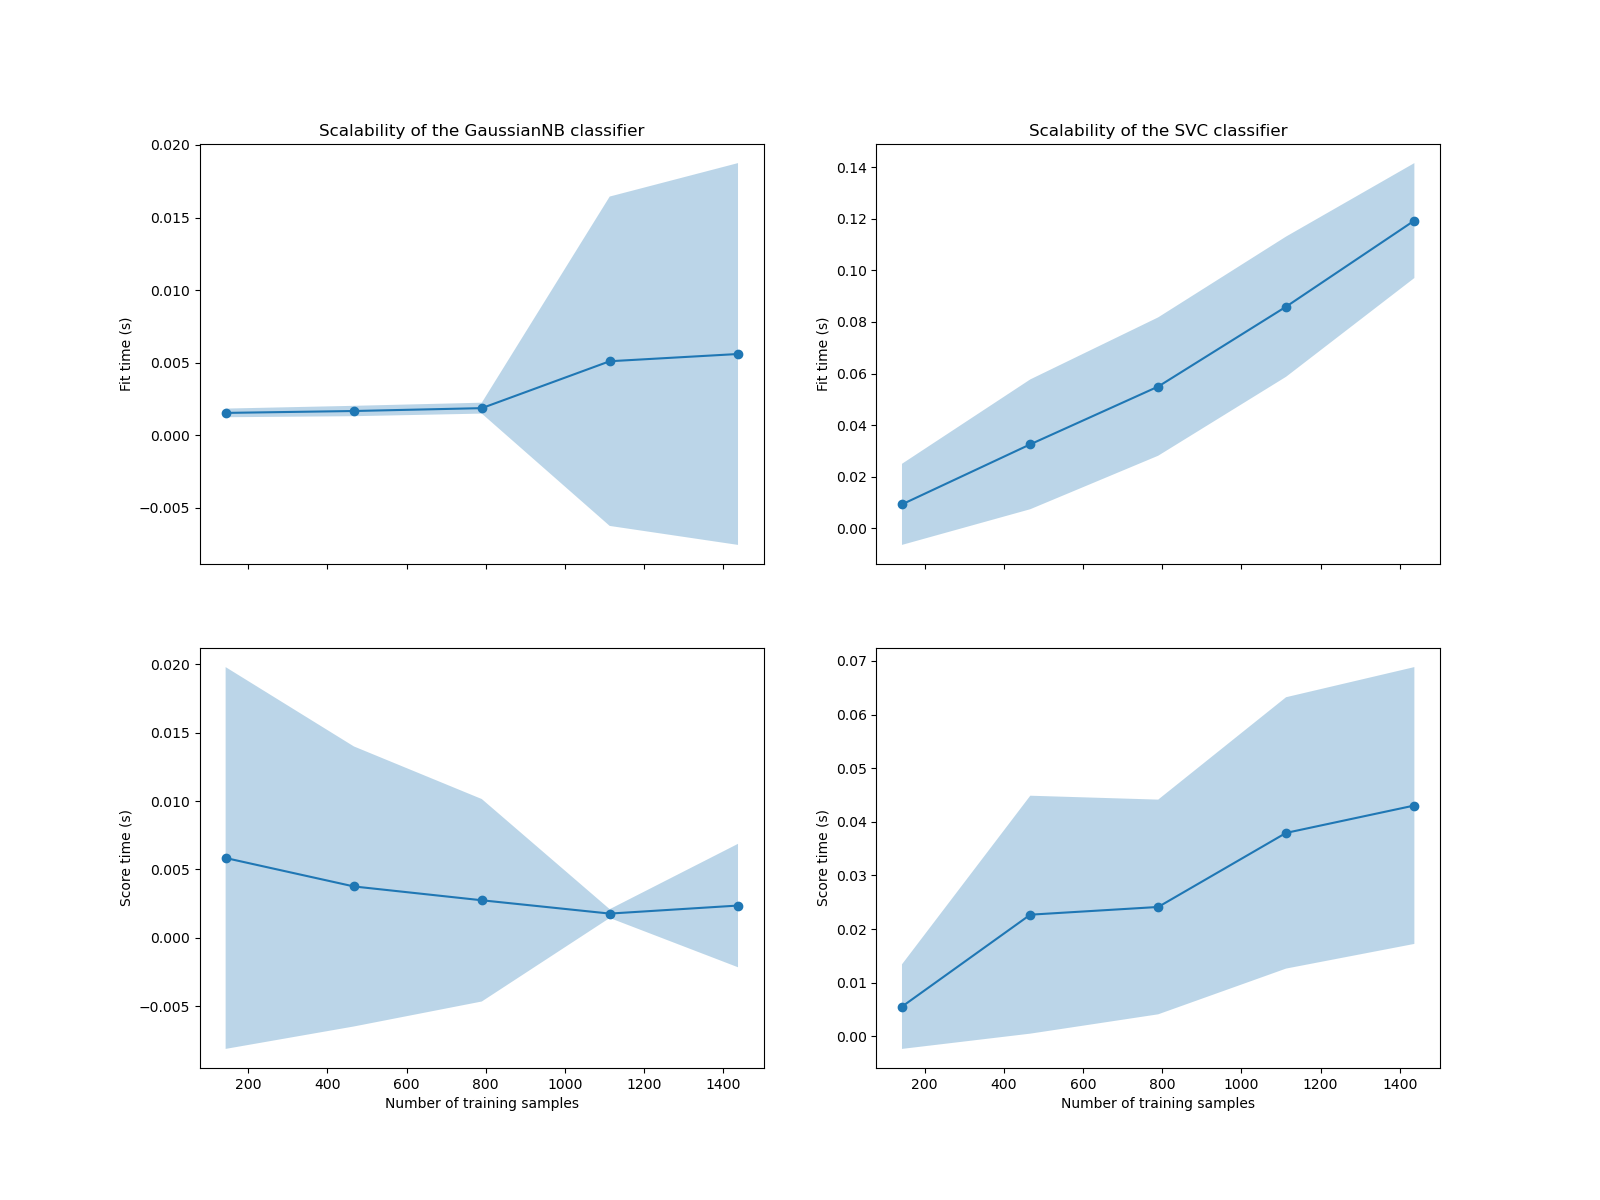 Scalability of the GaussianNB classifier
Scalability of the SVC classifier
0.020
0.015
0.010
0.005
0.000
−0.005
Fit time (s)
0.14
0.12
0.10
0.08
0.06
0.04
0.02
0.00
Fit time (s)
0.020
0.015
0.010
0.005
0.000
−0.005
Score time (s)
200 400 600 800 1000 1200 1400
Number of training samples
0.07
0.06
0.05
0.04
0.03
0.02
0.01
0.00
Score time (s)
200 400 600 800 1000 1200 1400
Number of training samples